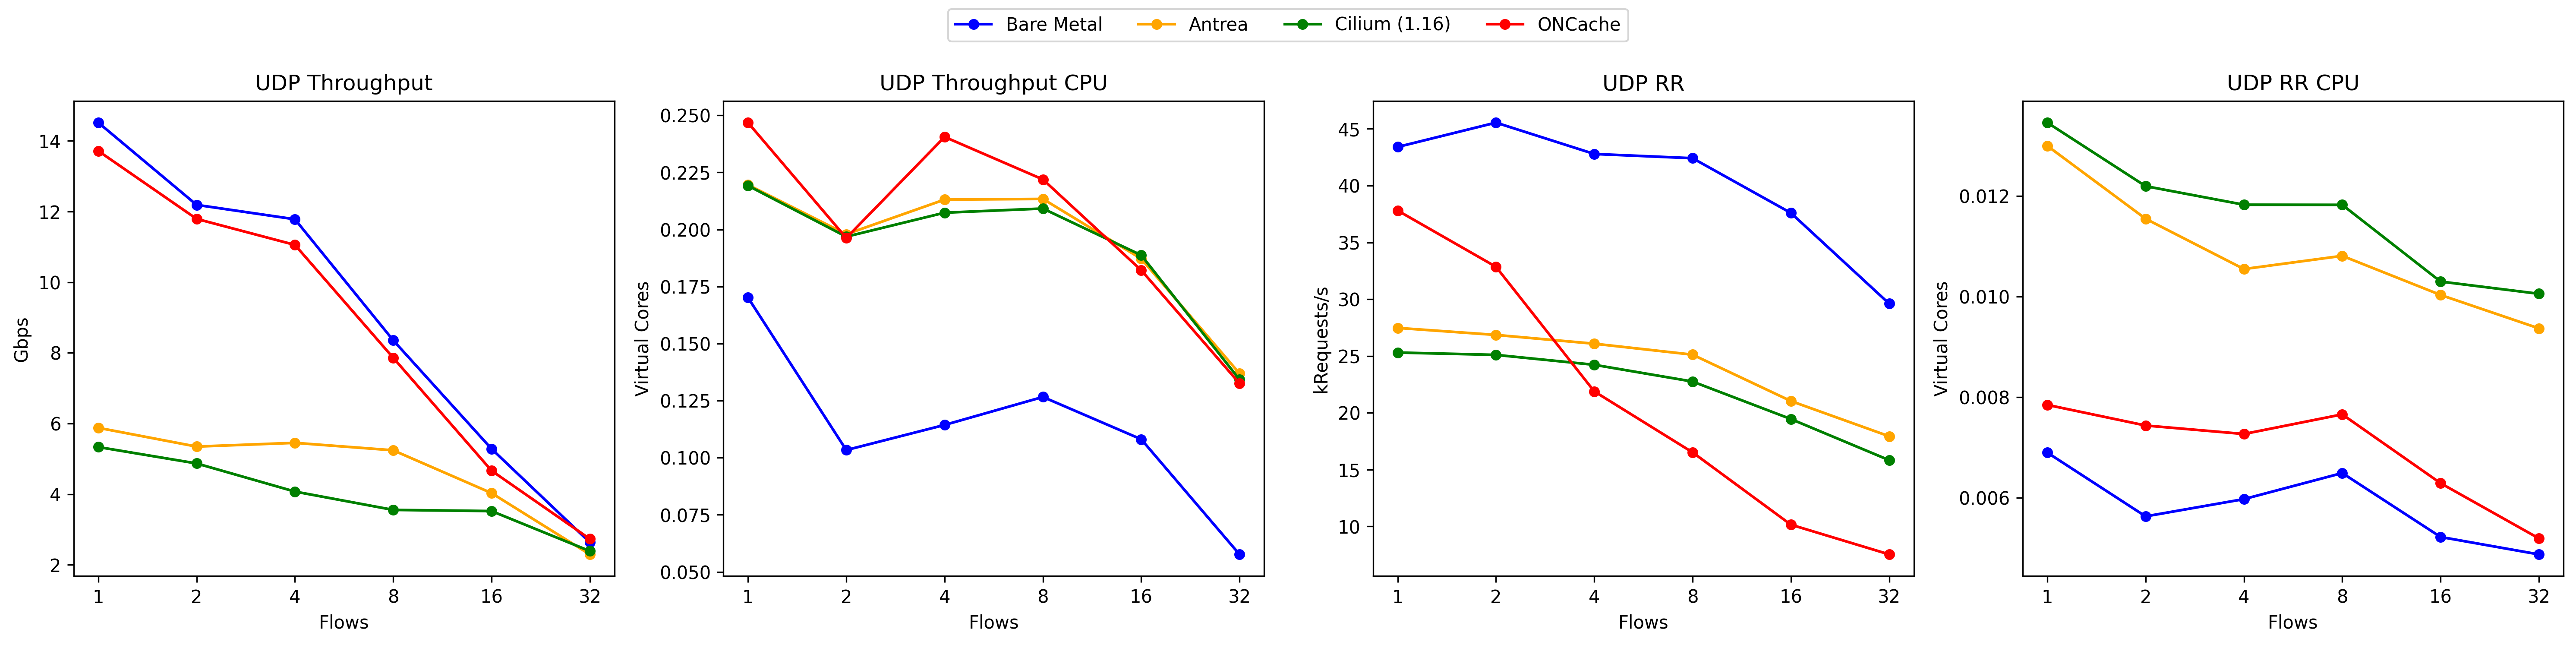 Bare Metal Antrea Cilium (1.16) ONCache
UDP Throughput
14
12
10
8
6
4
2
Gbps
1 2 4 8 16 32
Flows
UDP Throughput CPU
0.250
0.225
0.200
0.175
0.150
0.125
0.100
0.075
0.050
Virtual Cores
1 2 4 8 16 32
Flows
UDP RR
45
40
35
30
25
20
15
10
kRequests/s
1 2 4 8 16 32
Flows
UDP RR CPU
0.012
0.010
0.008
0.006
Virtual Cores
1 2 4 8 16 32
Flows